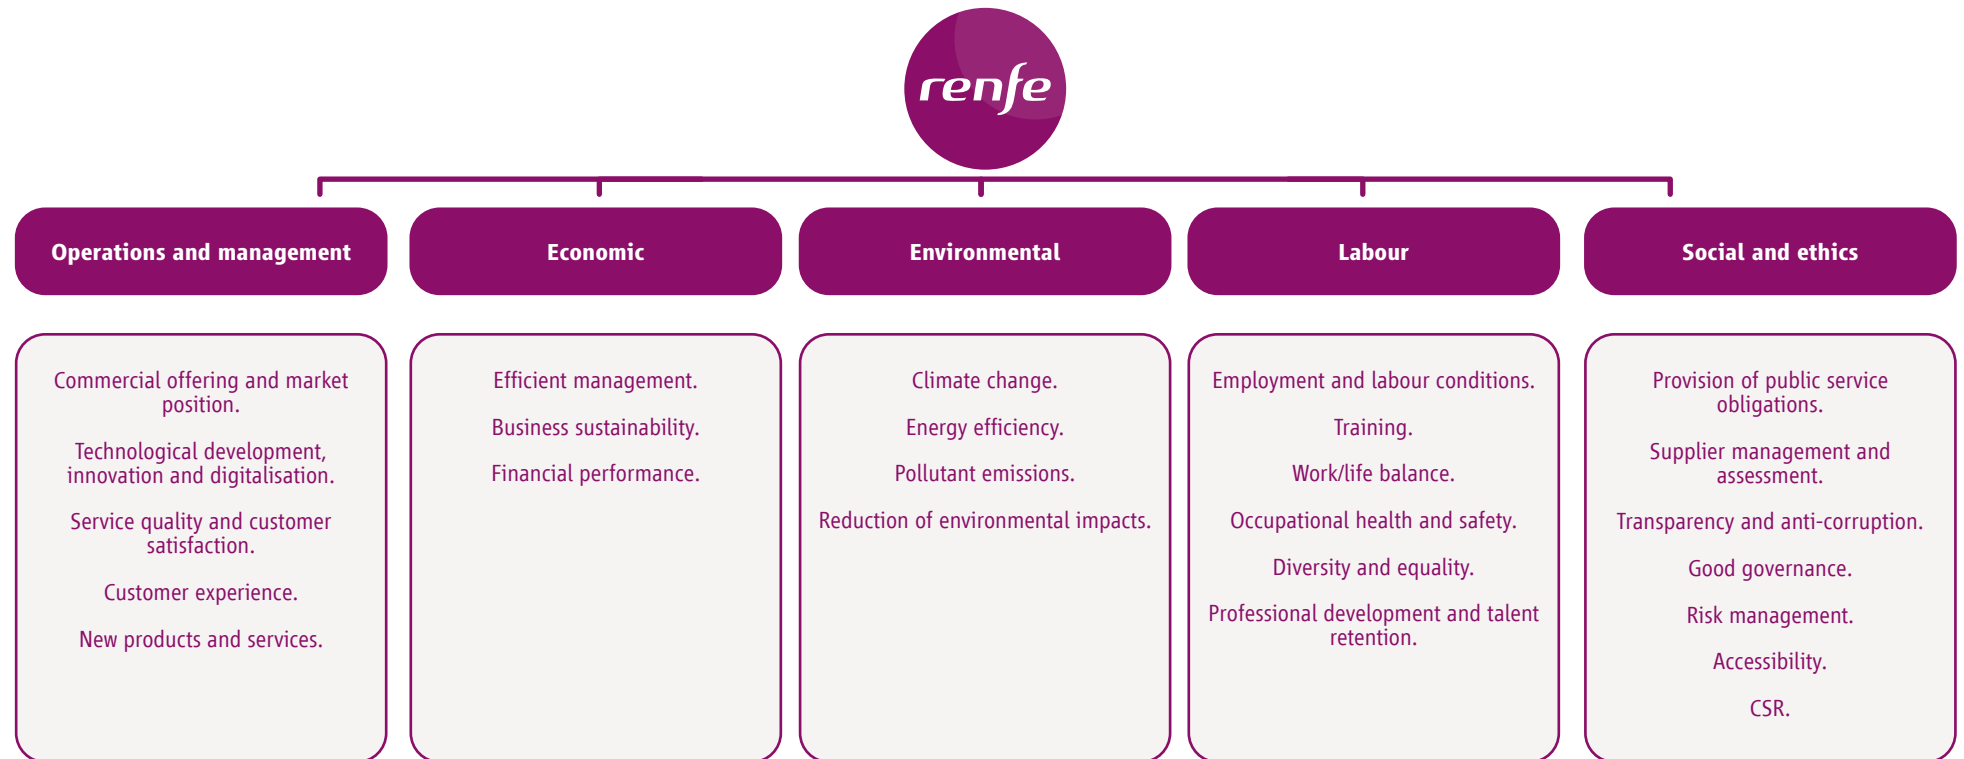 renfe
Operations and management
Economic
Environmental
Labour
Social and ethics
Commercial offering and market
position.
Technological development,
innovation and digitalisation.
Service quality and customer
satisfaction.
Customer experience.
New products and services.
Efficient management.
Business sustainability.
Financial performance.
Climate change.
Energy efficiency.
Pollutant emissions.
Reduction of environmental impacts.
Employment and labour conditions.
Training.
Work/life balance.
Occupational health and safety.
Diversity and equality.
Professional development and talent
retention.
Provision of public service
obligations.
Supplier management and
assessment.
Transparency and anti-corruption.
Good governance.
Risk management.
Accessibility.
CSR.